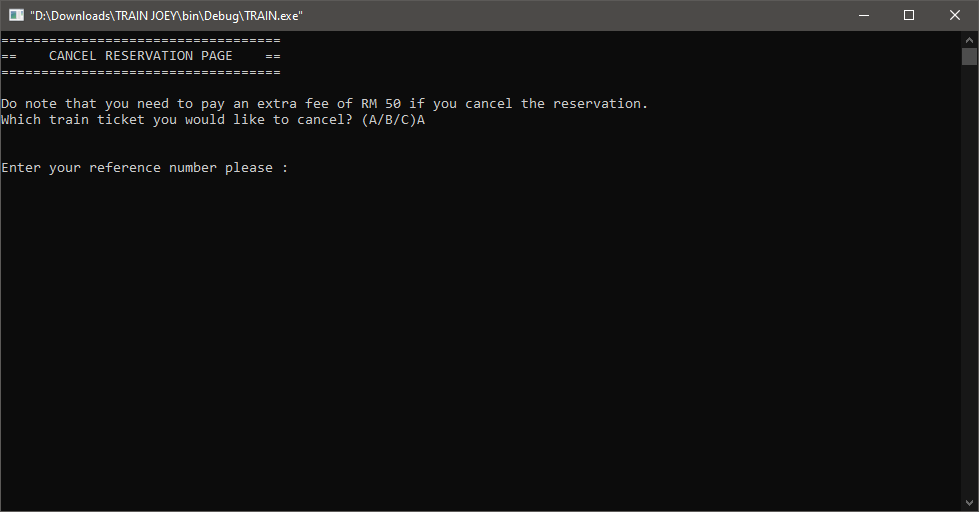 "D:\Downloads\TRAIN JOEY\bin\Debug\TRAIN.exe"
===================================
==    CANCEL RESERVATION PAGE    ==
===================================
Do note that you need to pay an extra fee of RM 50 if you cancel the reservation.
Which train ticket you would like to cancel? (A/B/C)A
Enter your reference number please :